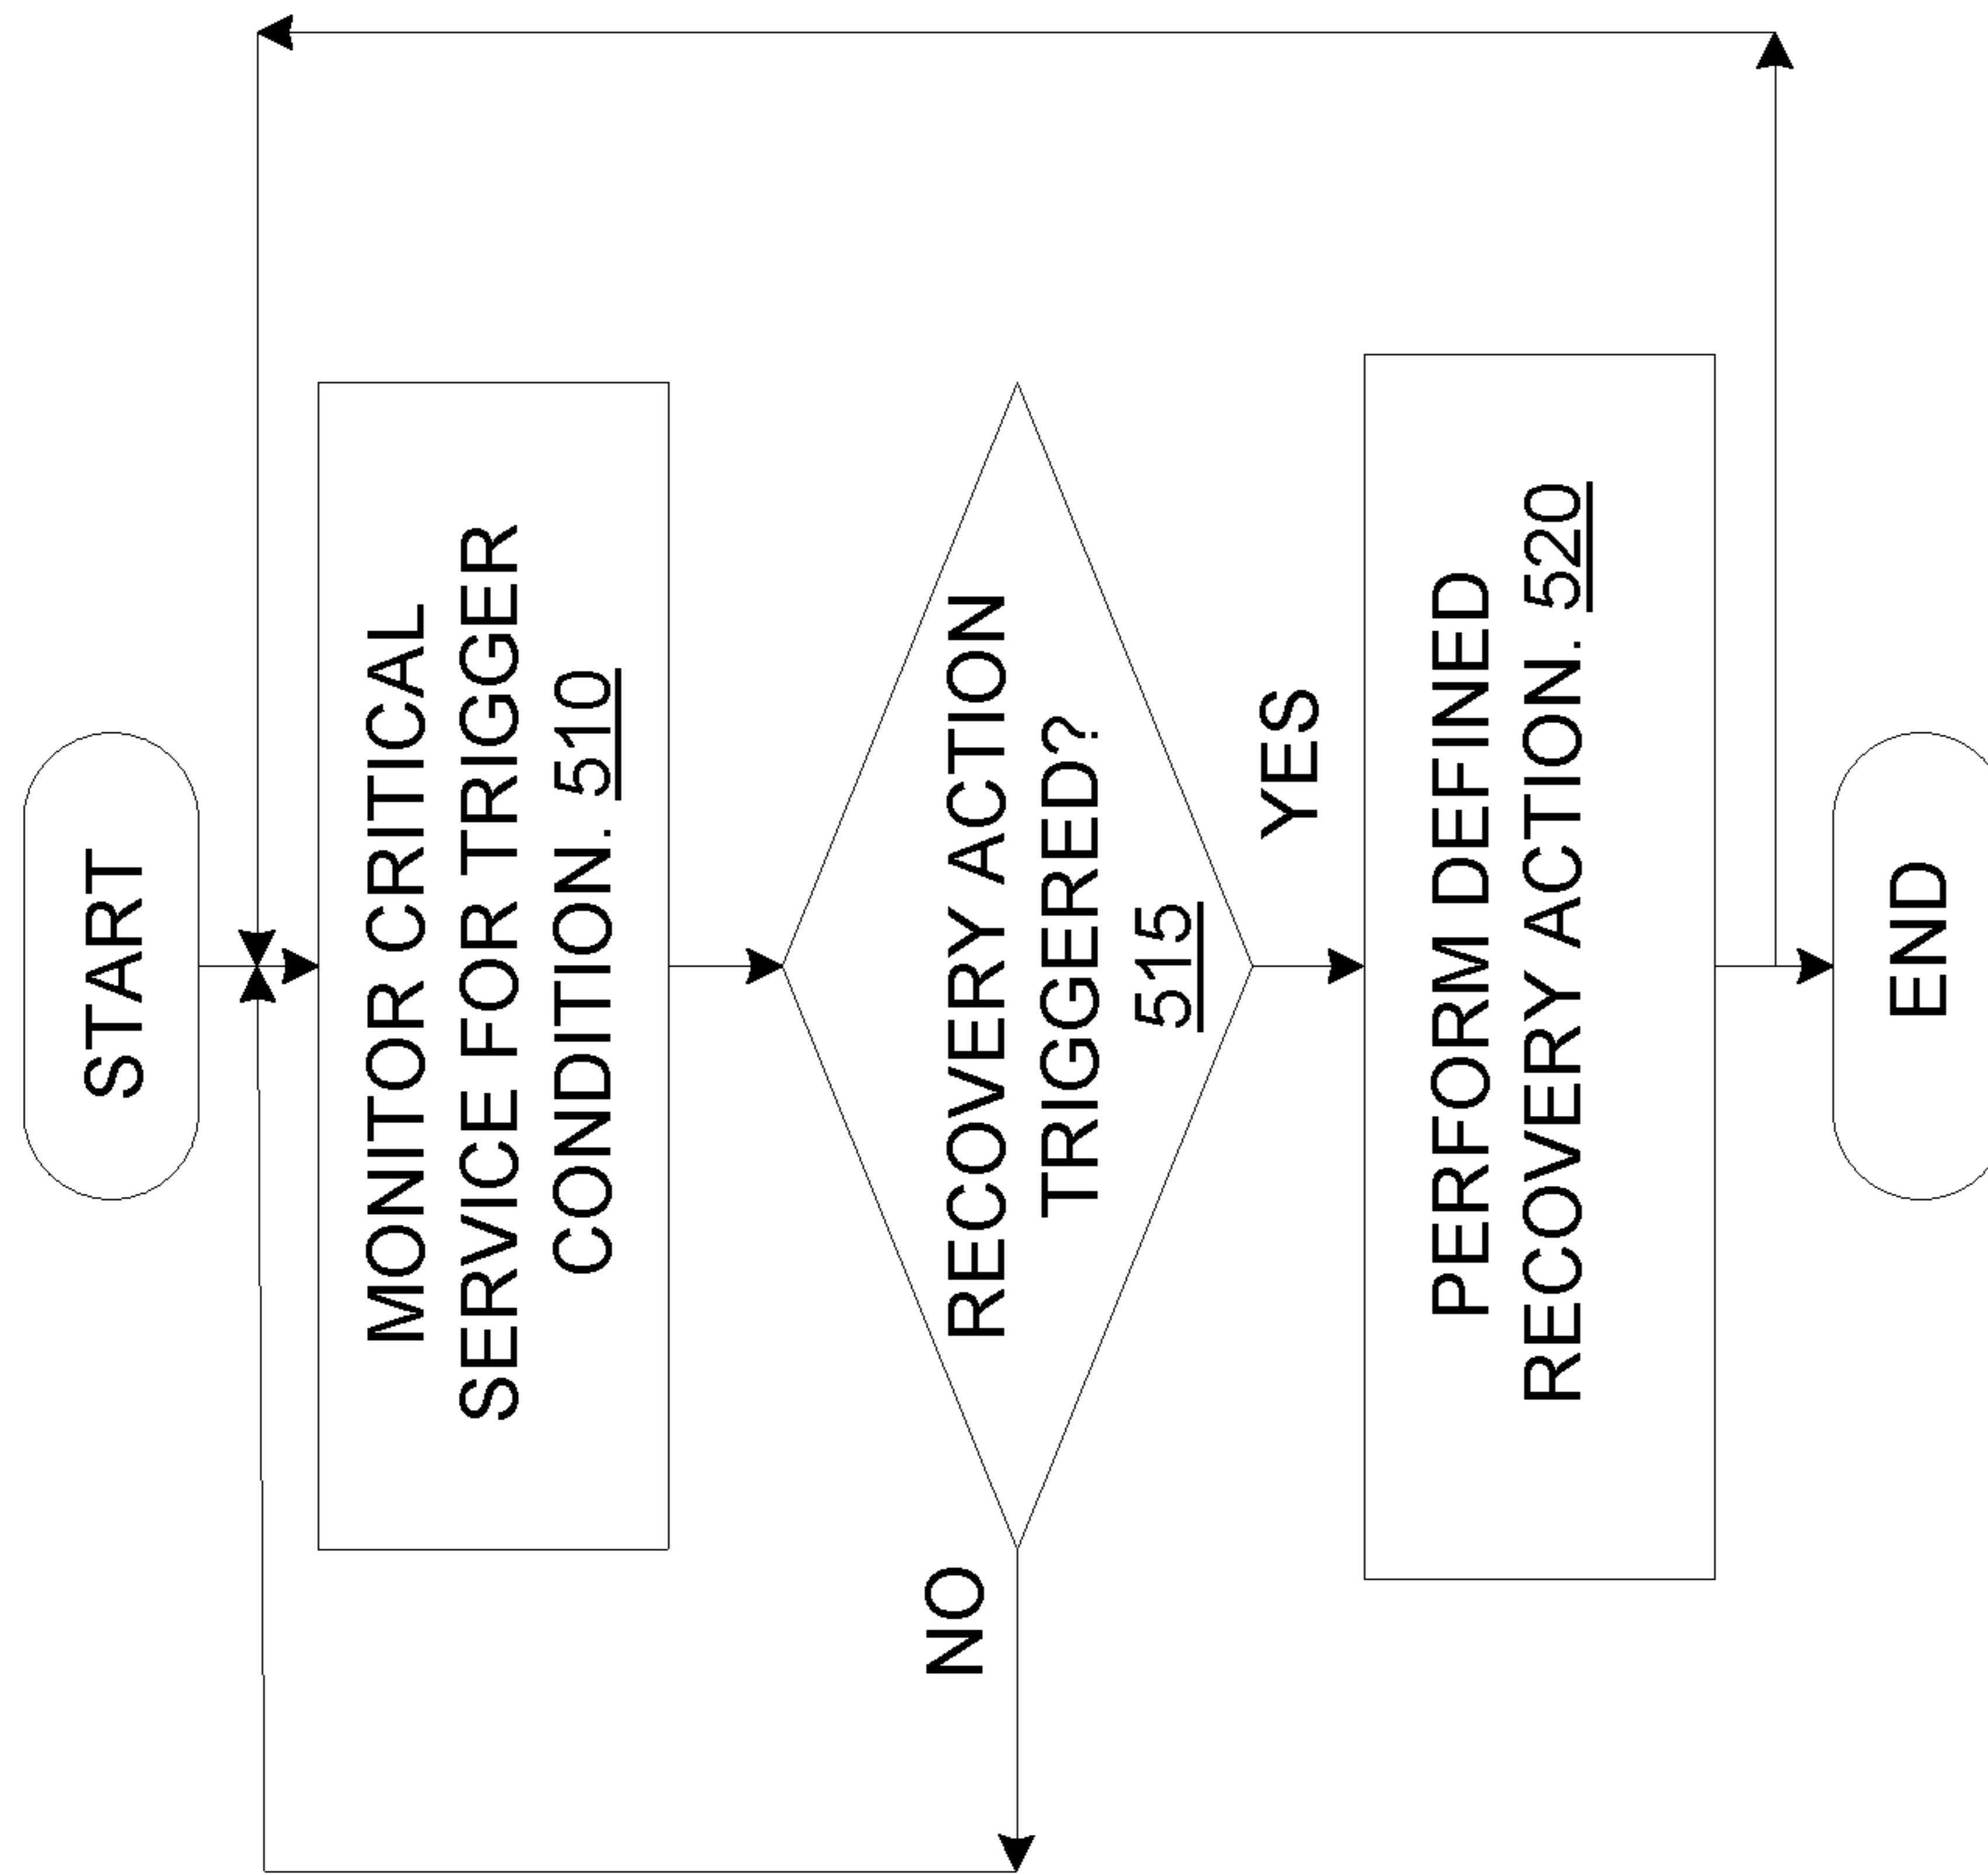 START
MONITOR CRITICAL
SERVICE FOR TRIGGER
CONDITION. 510
RECOVERY ACTION
TRIGGERED?
515
NO
YES
PERFORM DEFINED
RECOVERY ACTION. 520
END